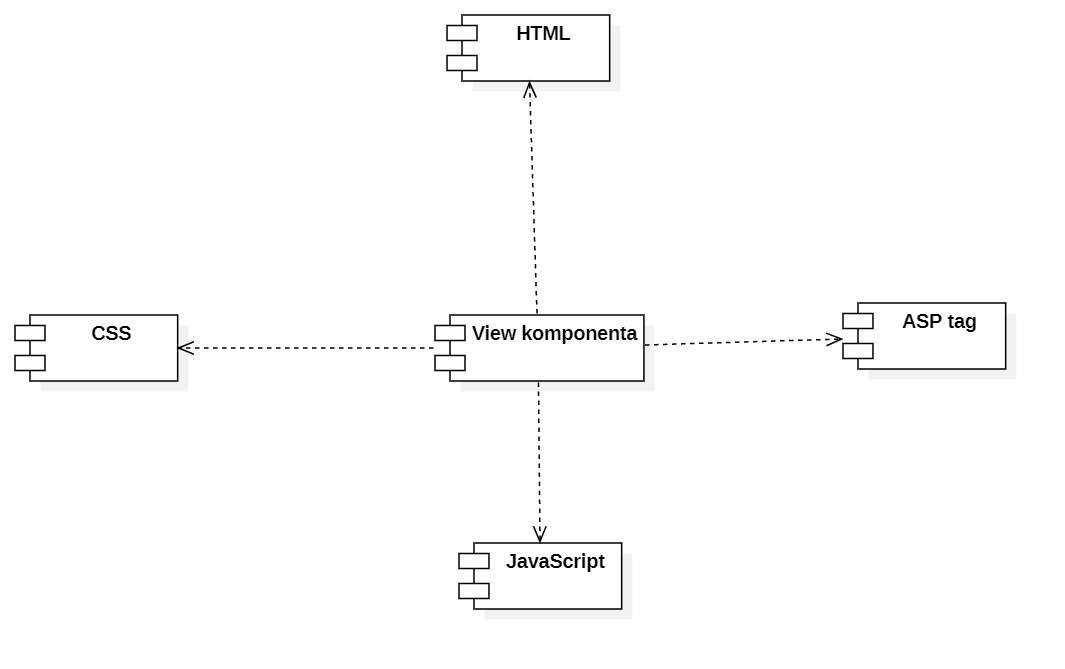 HTML
CSS
View komponenta
ASP tag
JavaScript